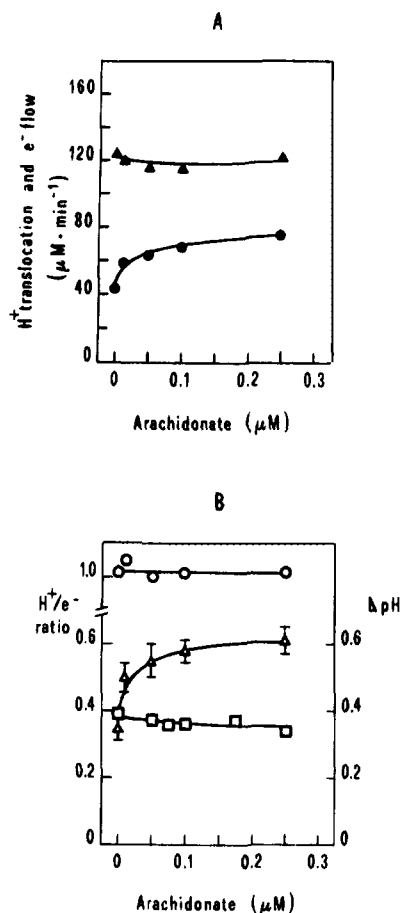 A
H⁺translocation and e⁻flow
(μM·min⁻¹)
160
120
80
40
0
0
0.1
0.2
0.3
Arachidonate (μM)
B
H⁺/e⁻
ratio
1.0
0.6
0.4
0.2
0
ΔpH
0.6
0.4
0.2
0
0
0.1
0.2
0.3
Arachidonate (μM)